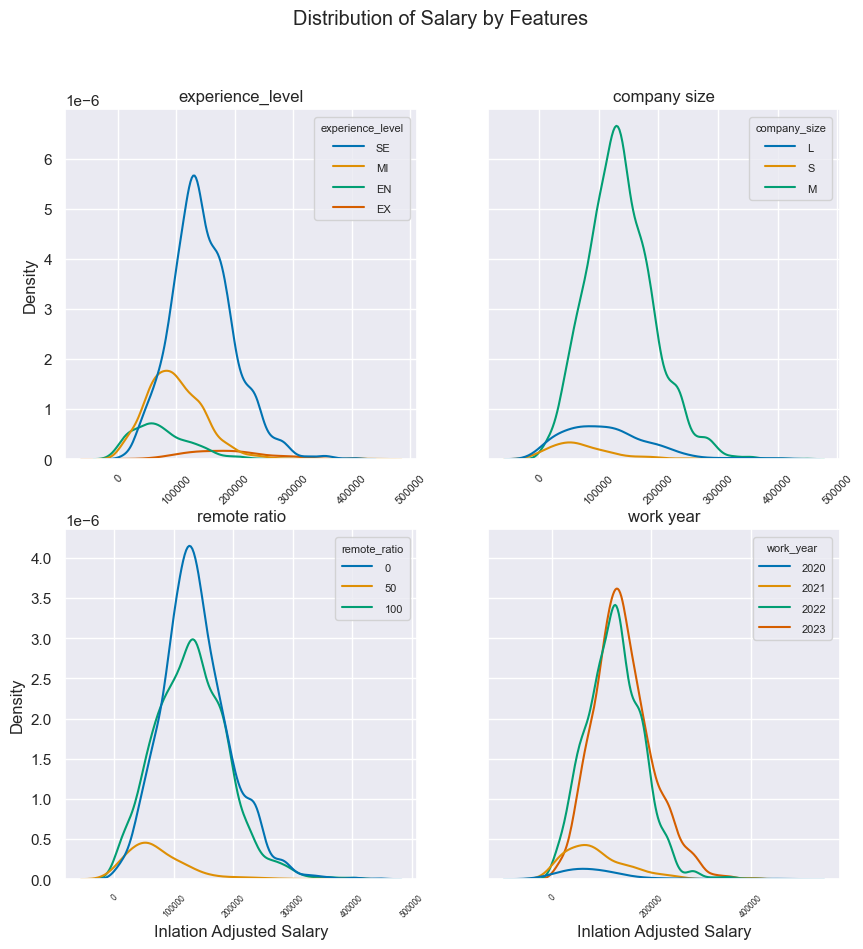 Distribution of Salary by Features
experience_level
1e−6
experience_level
SE
MI
EN
EX
Density
0
1
2
3
4
5
6
0
100000
200000
300000
400000
500000
company size
company_size
L
S
M
0
100000
200000
300000
400000
500000
remote ratio
1e−6
remote_ratio
0
50
100
Density
0.0
0.5
1.0
1.5
2.0
2.5
3.0
3.5
4.0
0
100000
200000
300000
400000
500000
Inlation Adjusted Salary
work year
work_year
2020
2021
2022
2023
0
200000
400000
Inlation Adjusted Salary